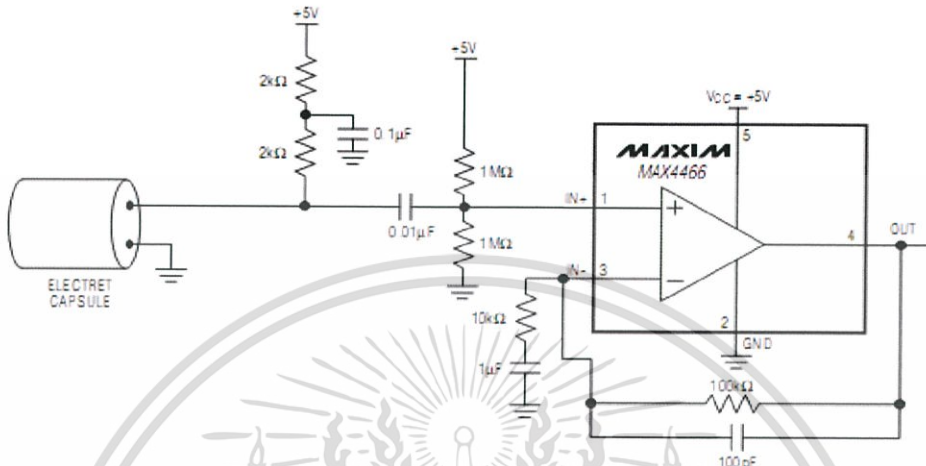 +5V
2kΩ
0.1µF
2kΩ
+5V
1MΩ
0.01µF
1MΩ
ELECTRET
CAPSULE
VCC = +5V
5
MAXIM
MAX4466
IN+ 1
+
IN- 3
−
4 OUT
2
GND
10kΩ
1µF
100kΩ
100pF